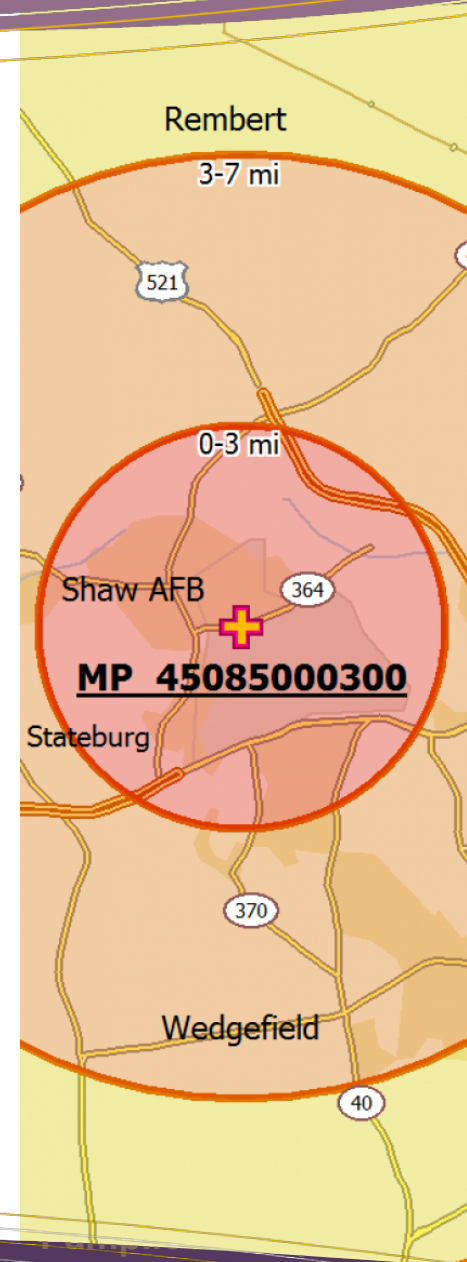 Rembert
3-7 mi
521
0-3 mi
Shaw AFB
364
MP 45085000300
Stateburg
370
Wedgefield
40